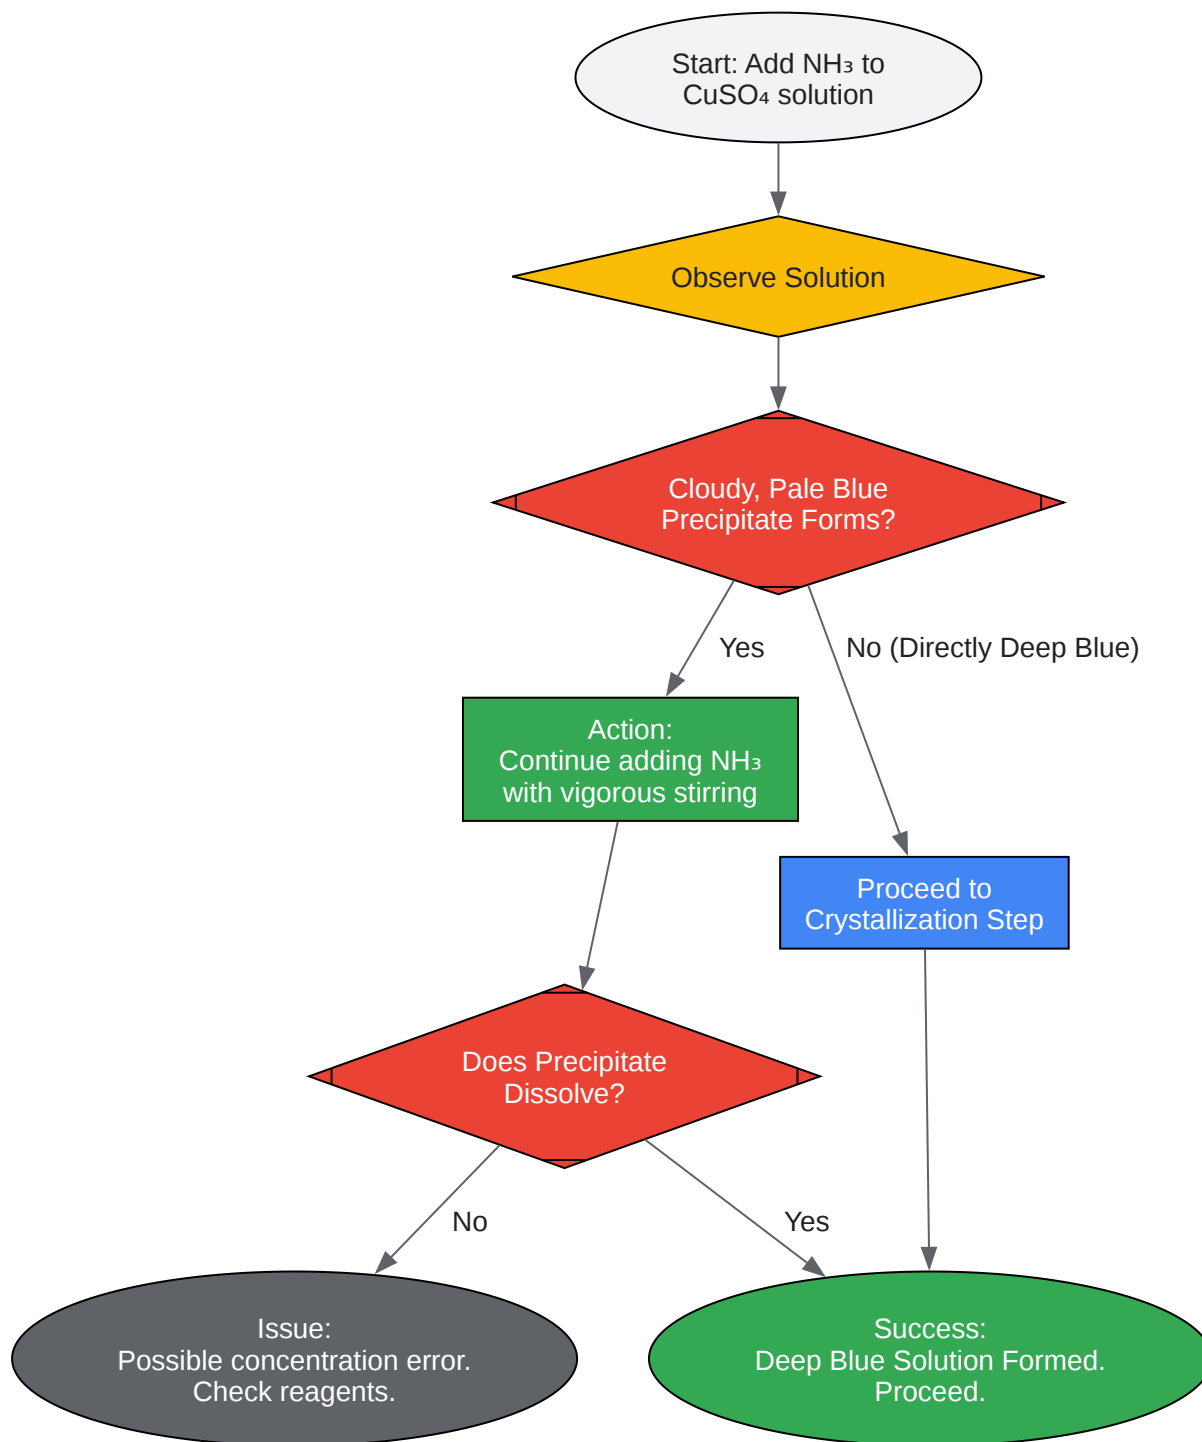 Start: Add NH₃ to
CuSO₄ solution
Observe Solution
Cloudy, Pale Blue
Precipitate Forms?
Yes
No (Directly Deep Blue)
Action:
Continue adding NH₃
with vigorous stirring
Proceed to
Crystallization Step
Does Precipitate
Dissolve?
No
Yes
Issue:
Possible concentration error.
Check reagents.
Success:
Deep Blue Solution Formed.
Proceed.